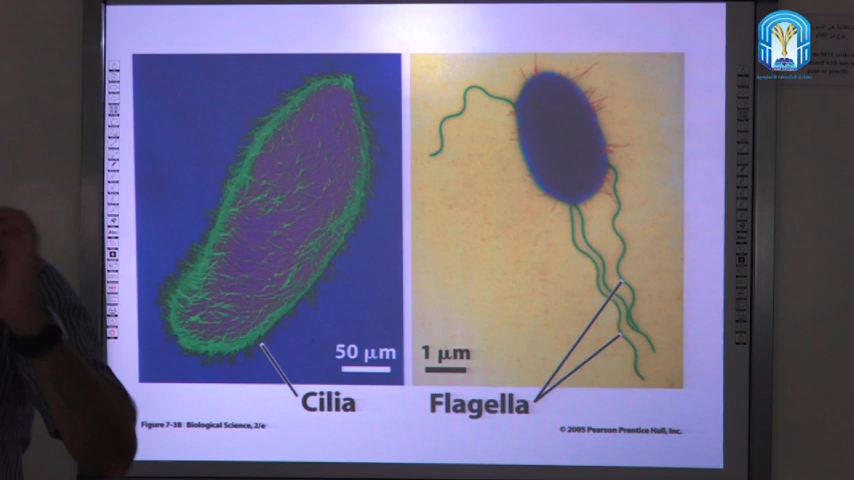 50 μm
1 μm
Cilia
Flagella
Figure 7-38 Biological Science, 2/e
© 2005 Pearson Prentice Hall, Inc.